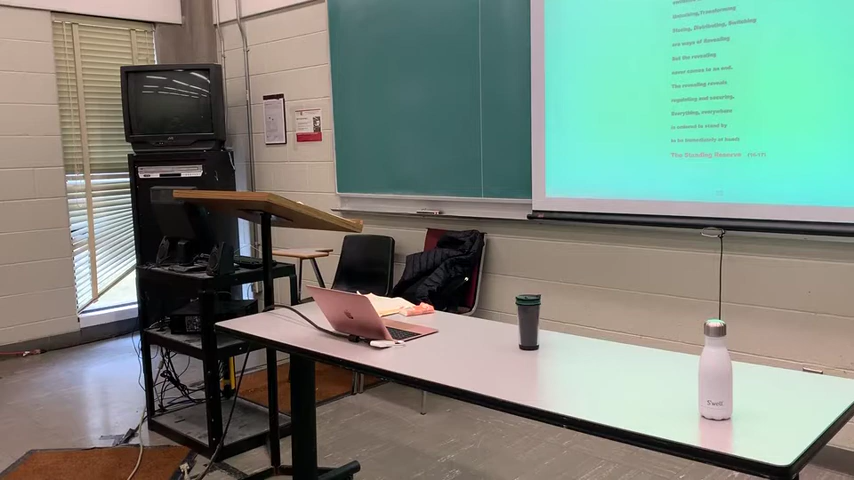 Unlocking, Transforming
Storing, Distributing, Switching
are ways of Revealing
But the revealing
never comes to an end.
The revealing reveals
regulating and securing.
Everything, everywhere
is ordered to stand by
to be immediately at hand.
The Standing Reserve
S'well